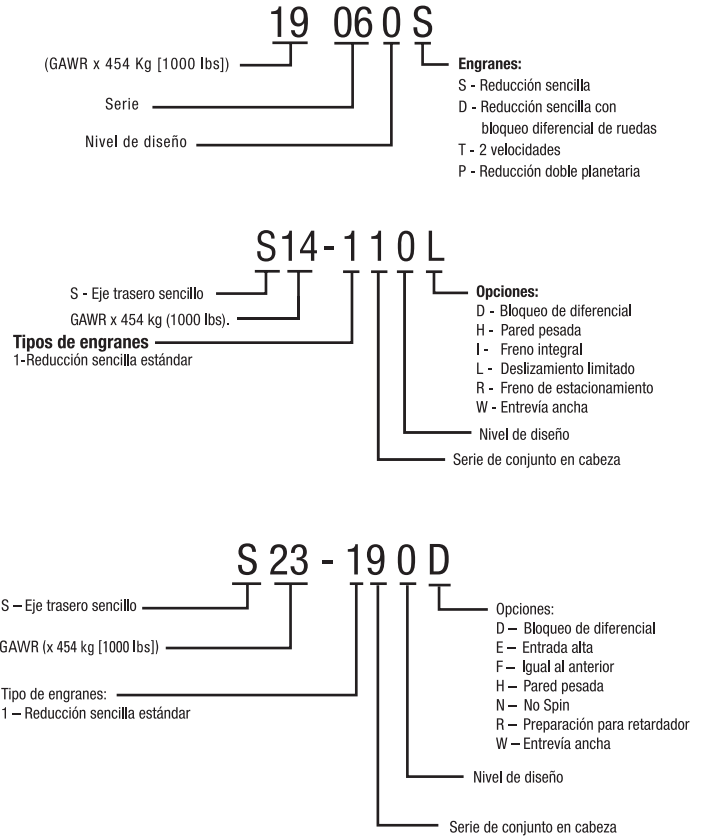 19 06 0 S
(GAWR x 454 Kg [1000 lbs])
Serie
Nivel de diseño
Engranes:
S - Reducción sencilla
D - Reducción sencilla con
bloqueo diferencial de ruedas
T - 2 velocidades
P - Reducción doble planetaria
S14-110L
S - Eje trasero sencillo
GAWR x 454 kg (1000 lbs).
Tipos de engranes
1-Reducción sencilla estándar
Opciones:
D - Bloqueo de diferencial
H - Pared pesada
I - Freno integral
L - Deslizamiento limitado
R - Freno de estacionamiento
W - Entrevía ancha
Nivel de diseño
Serie de conjunto en cabeza
S 23 - 19 0 D
S – Eje trasero sencillo
GAWR (x 454 kg [1000 lbs])
Tipo de engranes:
1 – Reducción sencilla estándar
Opciones:
D – Bloqueo de diferencial
E – Entrada alta
F – Igual al anterior
H – Pared pesada
N – No Spin
R – Preparación para retardador
W – Entrevía ancha
Nivel de diseño
Serie de conjunto en cabeza